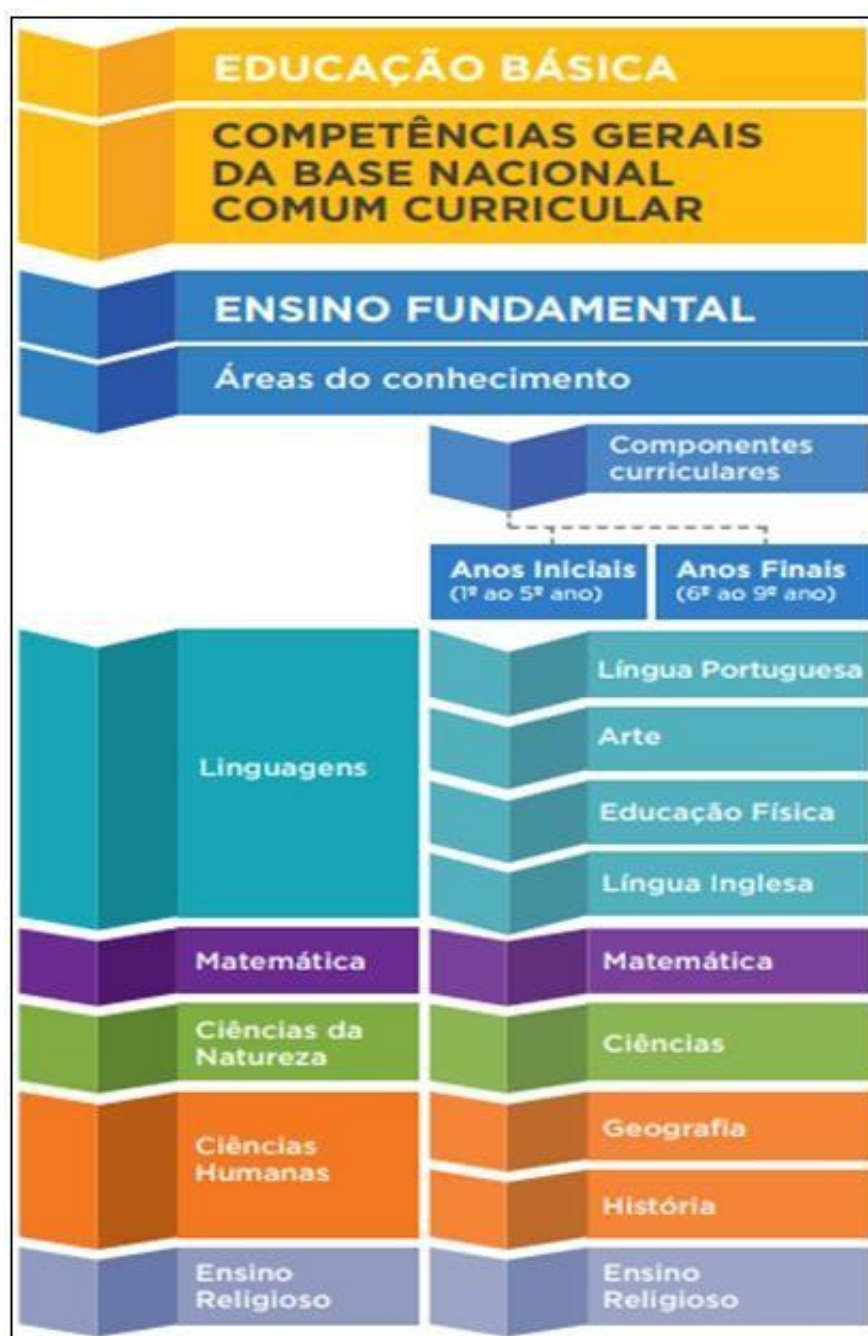 EDUCAÇÃO BÁSICA
COMPETÊNCIAS GERAIS
DA BASE NACIONAL
COMUM CURRICULAR
ENSINO FUNDAMENTAL
Áreas do conhecimento
Componentes
curriculares
Anos Iniciais
(1º ao 5º ano)
Anos Finais
(6º ao 9º ano)
Linguagens
Língua Portuguesa
Arte
Educação Física
Língua Inglesa
Matemática
Matemática
Ciências da
Natureza
Ciências
Ciências
Humanas
Geografia
História
Ensino
Religioso
Ensino
Religioso